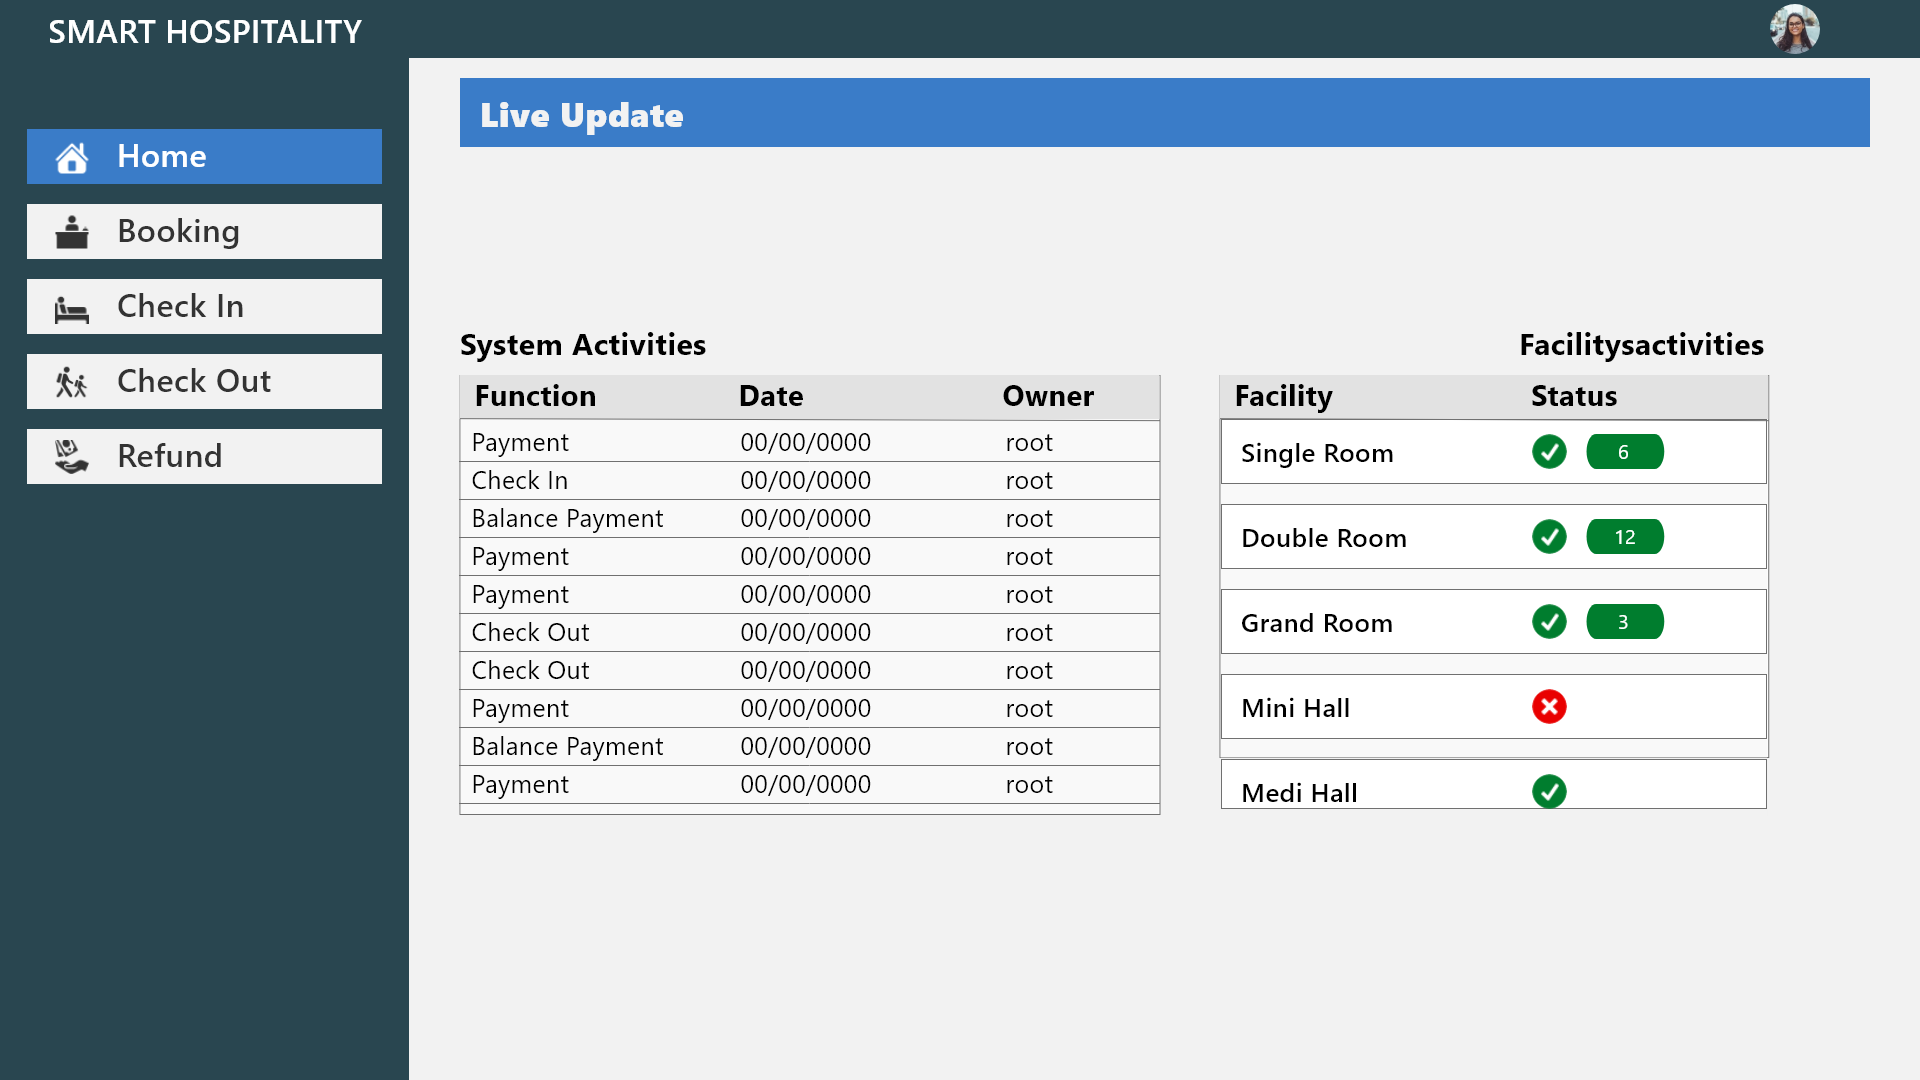 SMART HOSPITALITY
Home
Booking
Check In
Check Out
Refund
Live Update
System Activities
Function Date Owner
Payment 00/00/0000 root
Check In 00/00/0000 root
Balance Payment 00/00/0000 root
Payment 00/00/0000 root
Payment 00/00/0000 root
Check Out 00/00/0000 root
Check Out 00/00/0000 root
Payment 00/00/0000 root
Balance Payment 00/00/0000 root
Payment 00/00/0000 root
Facilitysactivities
Facility Status
Single Room 6
Double Room 12
Grand Room 3
Mini Hall
Medi Hall